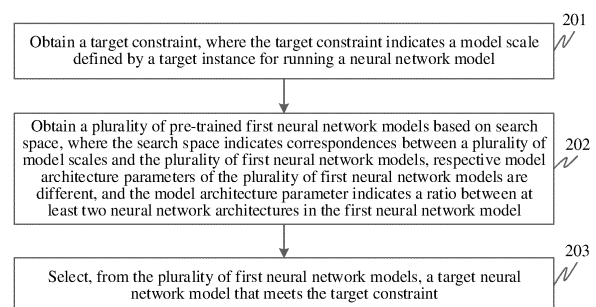 201
Obtain a target constraint, where the target constraint indicates a model scale
defined by a target instance for running a neural network model
202
Obtain a plurality of pre-trained first neural network models based on search
space, where the search space indicates correspondences between a plurality of
model scales and the plurality of first neural network models, respective model
architecture parameters of the plurality of first neural network models are
different, and the model architecture parameter indicates a ratio between at
least two neural network architectures in the first neural network model
203
Select, from the plurality of first neural network models, a target neural
network model that meets the target constraint